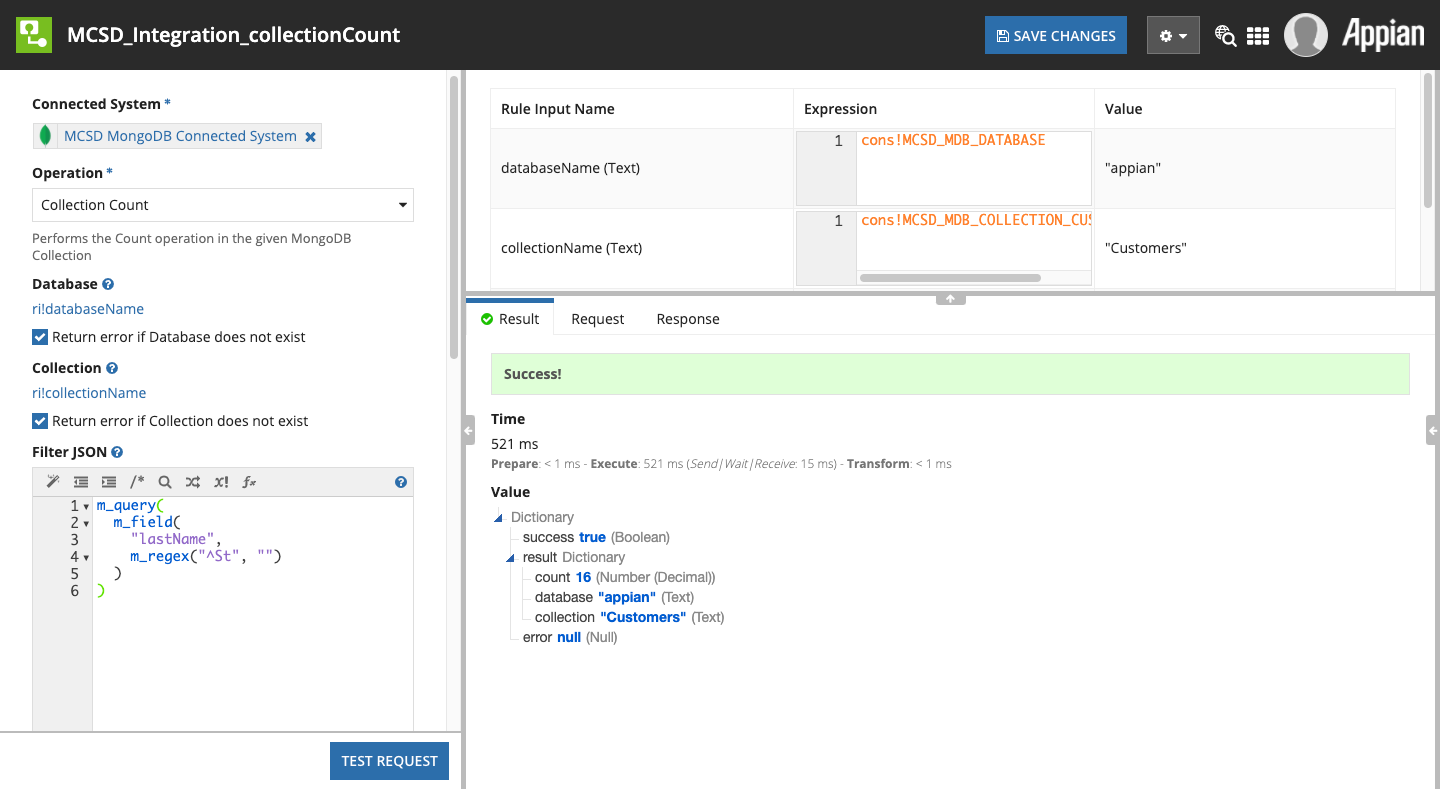 MCSD_Integration_collectionCount
SAVE CHANGES
Appian
Connected System *
MCSD MongoDB Connected System
Operation *
Collection Count
Performs the Count operation in the given MongoDB
Collection
Database
ri!databaseName
Return error if Database does not exist
Collection
ri!collectionName
Return error if Collection does not exist
Filter JSON
/* x! fx
1 m_query(
2 m_field(
3 "lastName",
4 m_regex("^St", "")
5 )
6 )
TEST REQUEST
Rule Input Name Expression Value
databaseName (Text) 1 cons!MCSD_MDB_DATABASE "appian"
collectionName (Text) 1 cons!MCSD_MDB_COLLECTION_CUS "Customers"
Result Request Response
Success!
Time
521 ms
Prepare: < 1 ms - Execute: 521 ms (Send|Wait|Receive: 15 ms) - Transform: < 1 ms
Value
Dictionary
success true (Boolean)
result Dictionary
count 16 (Number (Decimal))
database "appian" (Text)
collection "Customers" (Text)
error null (Null)